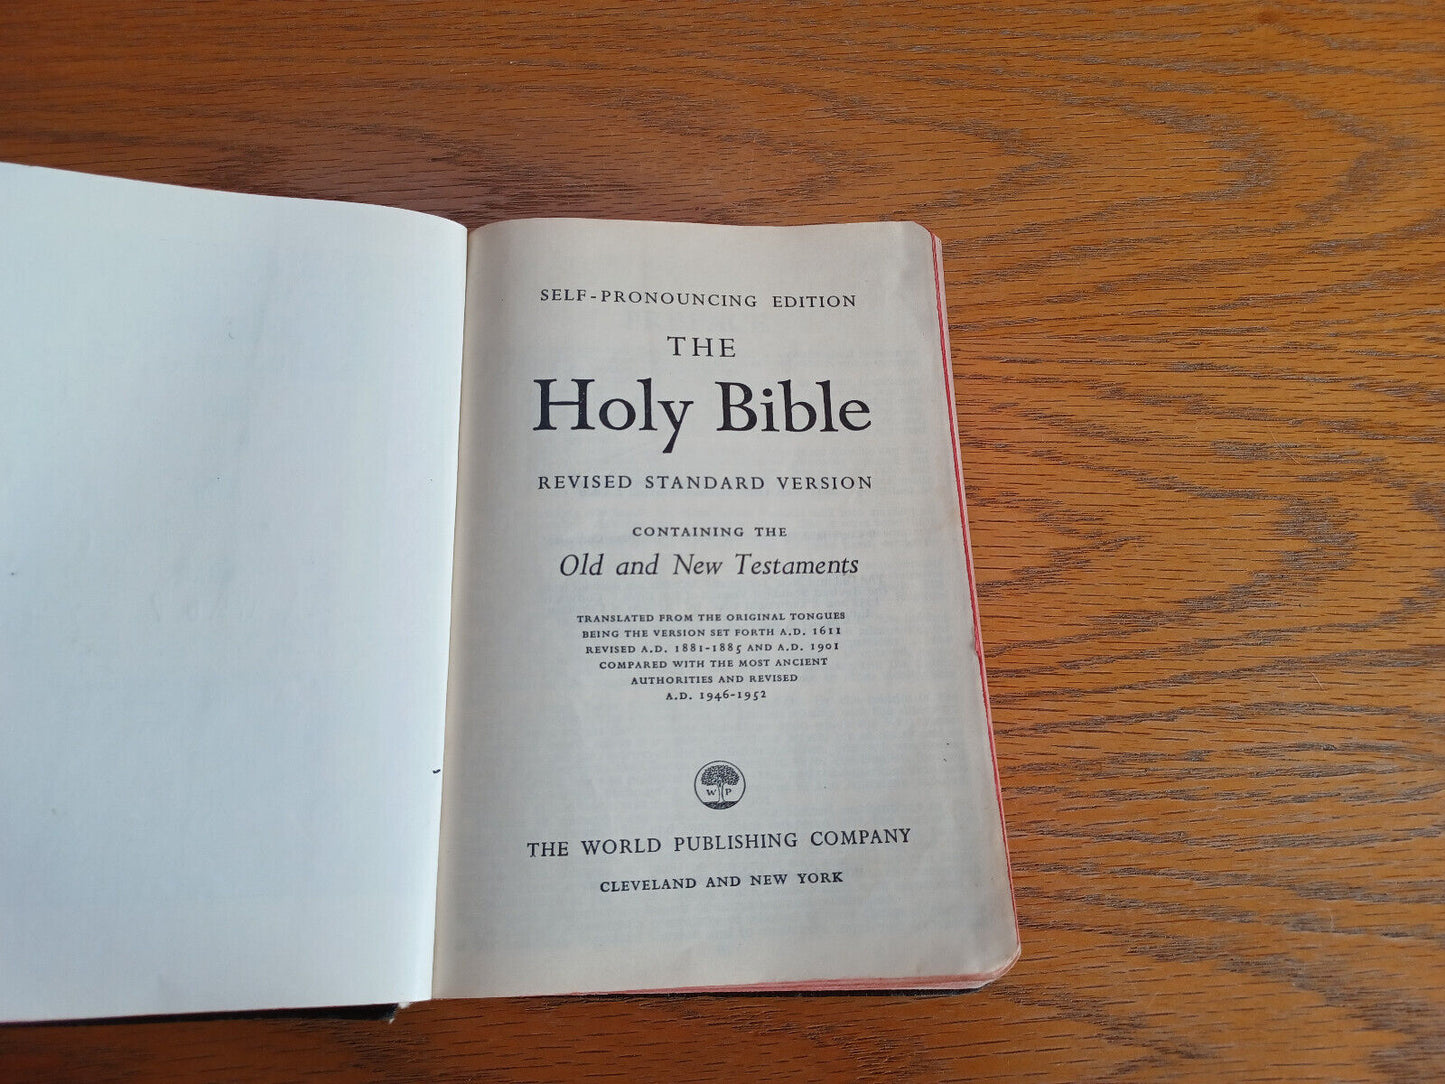 SELF-PRONOUNCING EDITION
THE
Holy Bible
REVISED STANDARD VERSION
CONTAINING THE
Old and New Testaments
TRANSLATED FROM THE ORIGINAL TONGUES
BEING THE VERSION SET FORTH A.D. 1611
REVISED A.D. 1881-1885 AND A.D. 1901
COMPARED WITH THE MOST ANCIENT
AUTHORITIES AND REVISED
A.D. 1946-1952
W P
THE WORLD PUBLISHING COMPANY
CLEVELAND AND NEW YORK